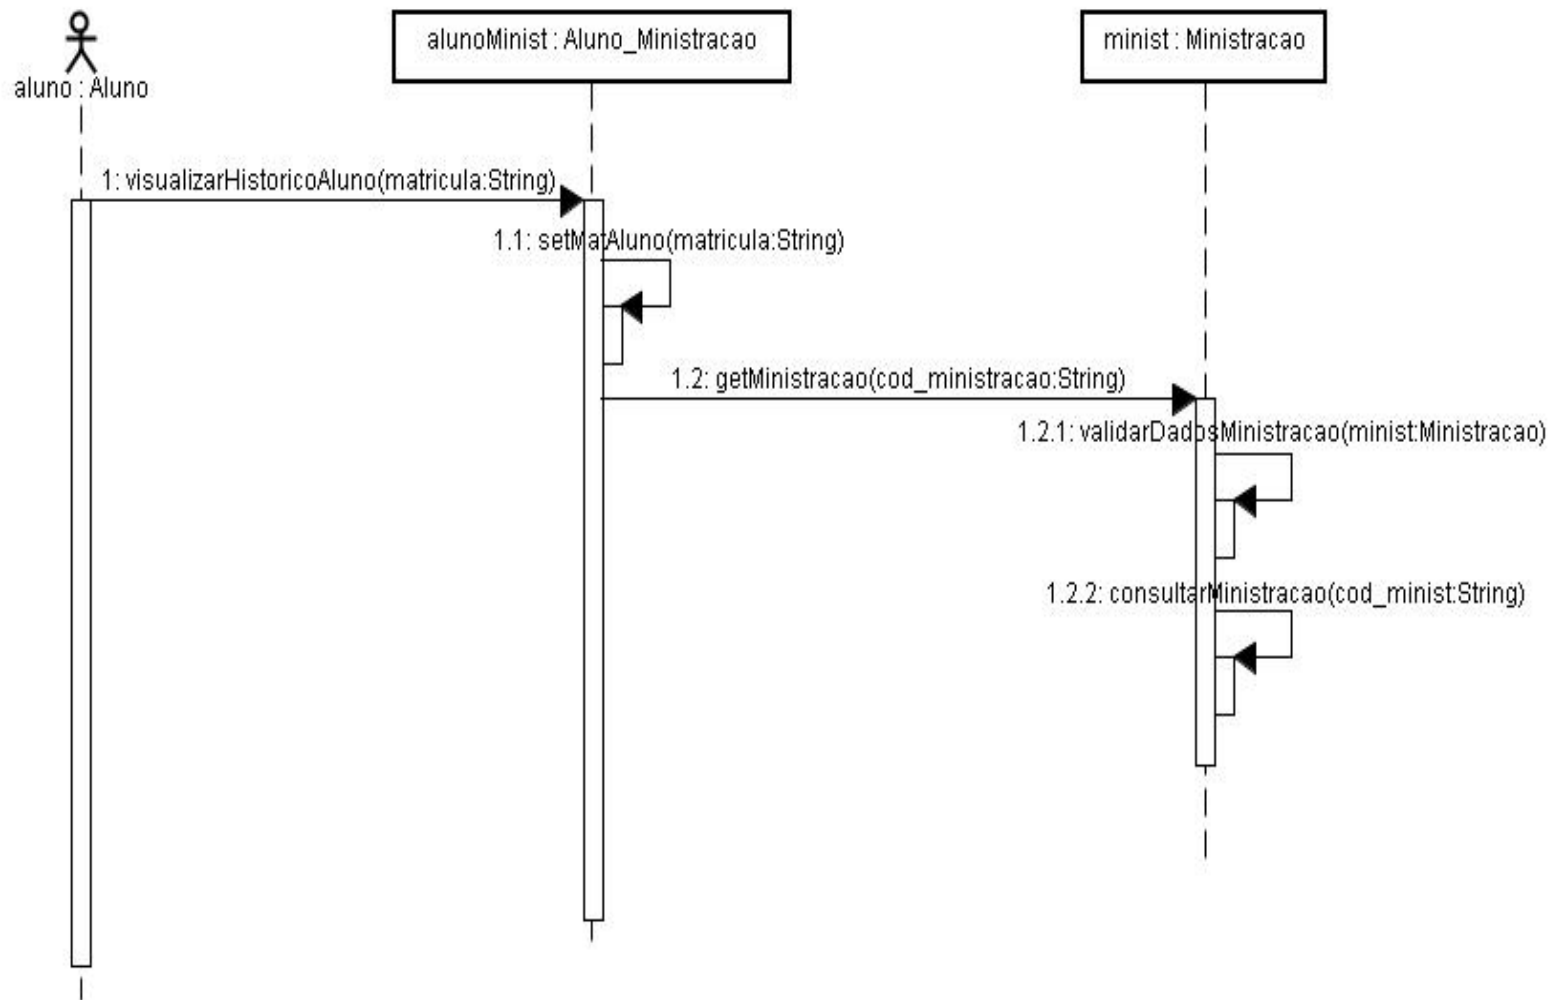 aluno : Aluno
alunoMinist : Aluno_Ministracao
minist : Ministracao
1: visualizarHistoricoAluno(matricula:String)
1.1: setMatAluno(matricula:String)
1.2: getMinistracao(cod_ministracao:String)
1.2.1: validarDadosMinistracao(minist:Ministracao)
1.2.2: consultarMinistracao(cod_minist:String)